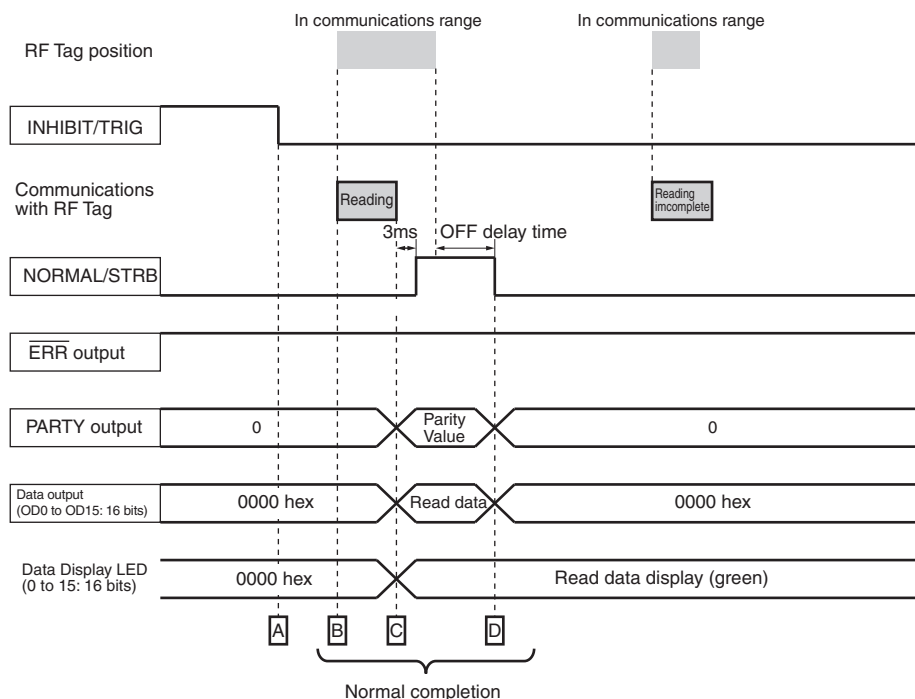 In communications range
In communications range
RF Tag position
INHIBIT/TRIG
Communications
with RF Tag
Reading
Reading
imcomplete
3ms
OFF delay time
NORMAL/STRB
ERR output
PARTY output
0
Parity
Value
0
Data output
(OD0 to OD15: 16 bits)
0000 hex
Read data
0000 hex
Data Display LED
(0 to 15: 16 bits)
0000 hex
Read data display (green)
A
B
C
D
Normal completion